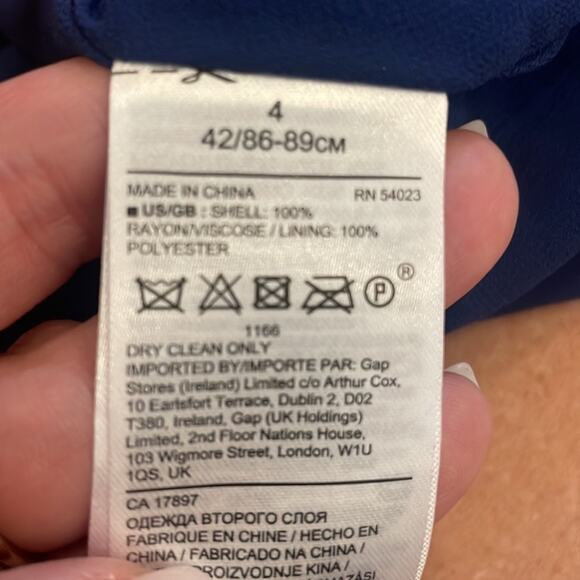 4
42/86-89см
MADE IN CHINA RN 54023
■ US/GB : SHELL: 100%
RAYON/VISCOSE / LINING: 100%
POLYESTER
P ®
1166
DRY CLEAN ONLY
IMPORTED BY/IMPORTE PAR: Gap
Stores (Ireland) Limited c/o Arthur Cox,
10 Earlsfort Terrace, Dublin 2, D02
T380, Ireland, Gap (UK Holdings)
Limited, 2nd Floor Nations House,
103 Wigmore Street, London, W1U
1QS, UK
CA 17897
ОДЕЖДА ВТОРОГО СЛОЯ
FABRIQUE EN CHINE / HECHO EN
CHINA / FABRICADO NA CHINA /
PROIZVODNJE KINA /